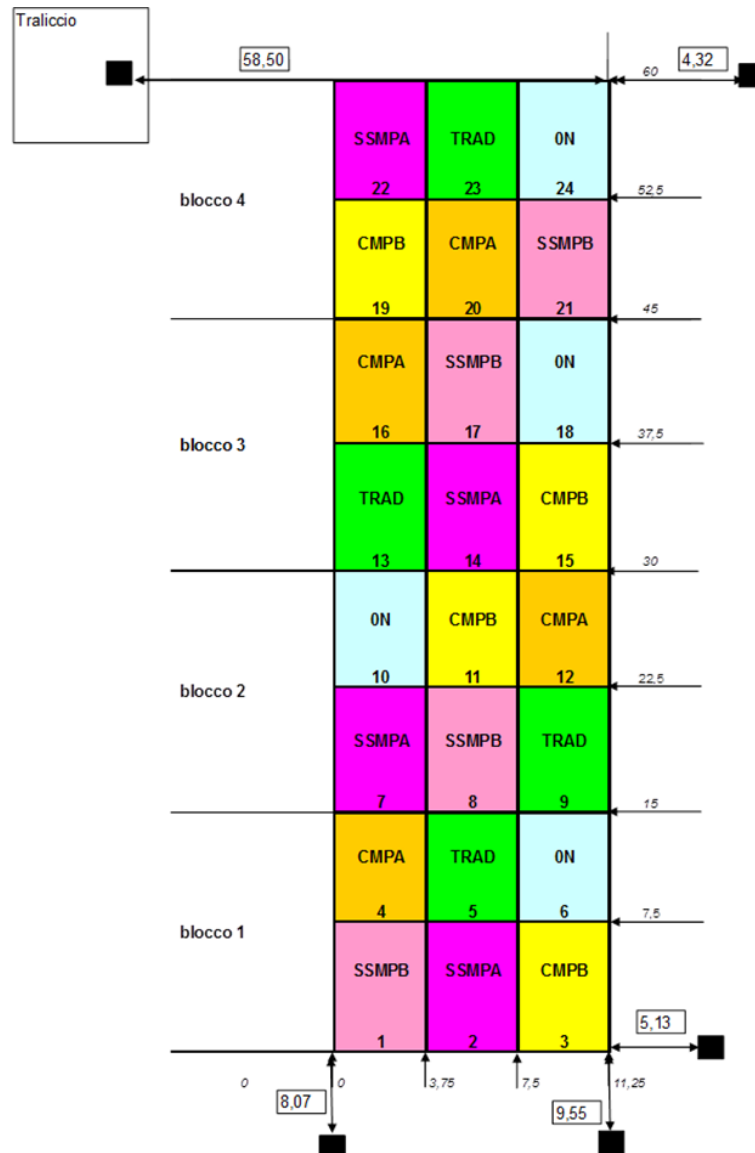 Traliccio
58,50
4,32
60
SSMPA TRAD 0N
22 23 24
52,5
blocco 4
CMPB CMPA SSMPB
19 20 21
45
CMPA SSMPB 0N
16 17 18
37,5
blocco 3
TRAD SSMPA CMPB
13 14 15
30
0N CMPB CMPA
10 11 12
22,5
blocco 2
SSMPA SSMPB TRAD
7 8 9
15
CMPA TRAD 0N
4 5 6
7,5
blocco 1
SSMPB SSMPA CMPB
1 2 3
5,13
0 0 3,75 7,5 11,25
8,07
9,55